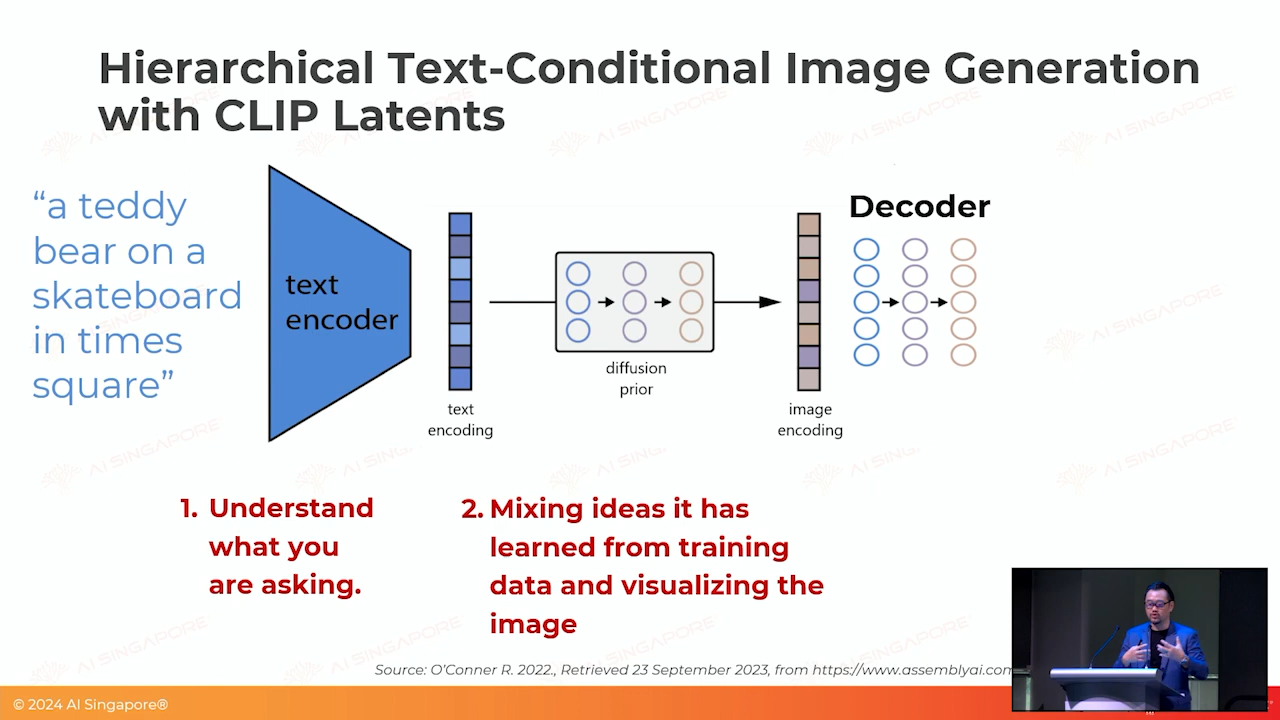 Hierarchical Text-Conditional Image Generation
with CLIP Latents
“a teddy
bear on a
skateboard
in times
square”
text
encoder
text
encoding
diffusion
prior
image
encoding
Decoder
1. Understand
what you
are asking.
2. Mixing ideas it has
learned from training
data and visualizing the
image
Source: O’Conner R. 2022., Retrieved 23 September 2023, from https://www.assemblyai.com
© 2024 AI Singapore®
AI SINGAPORE